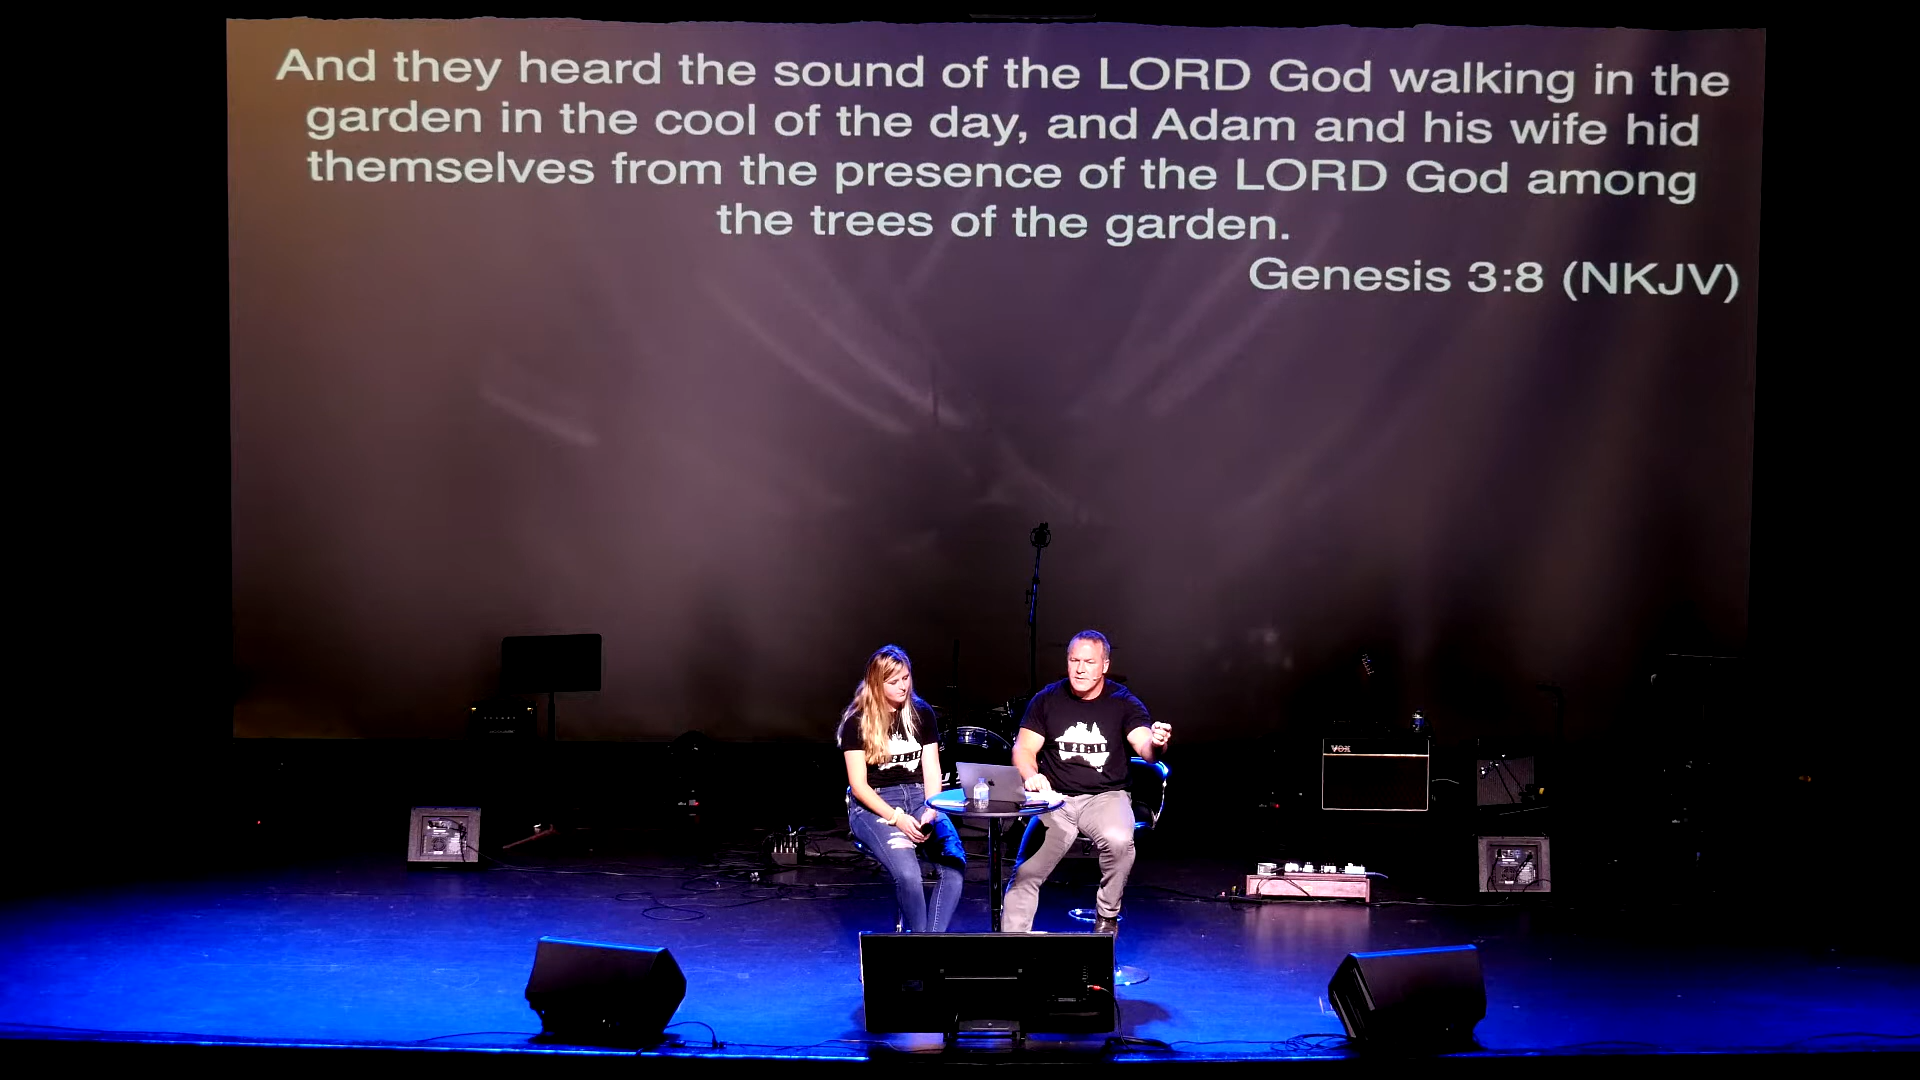 And they heard the sound of the LORD God walking in the
garden in the cool of the day, and Adam and his wife hid
themselves from the presence of the LORD God among
the trees of the garden.
Genesis 3:8 (NKJV)
VOX